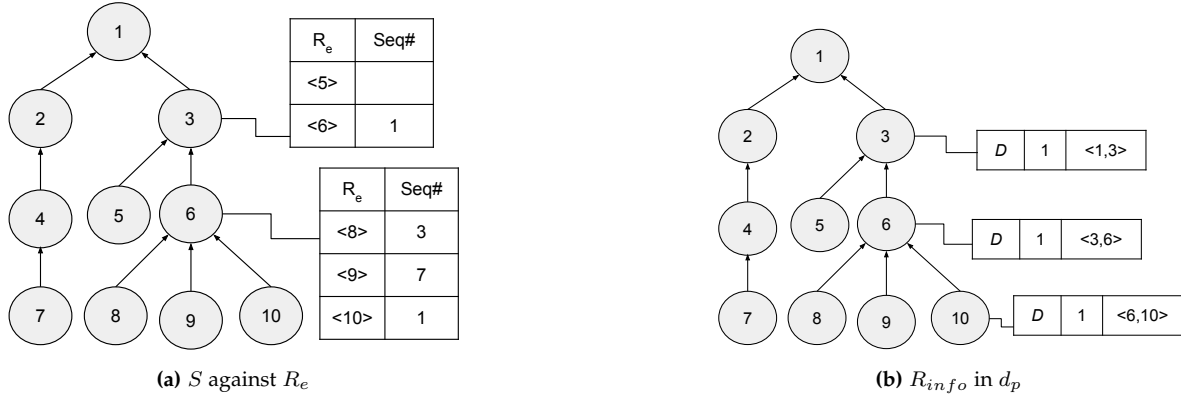 1
R_e Seq#
<5>
<6> 1
2 3
R_e Seq#
<8> 3
<9> 7
<10> 1
4 5 6
7 8 9 10
(a) S against R_e
1
2 3
D 1 <1,3>
4 5 6
D 1 <3,6>
7 8 9 10
D 1 <6,10>
(b) R_info in d_p